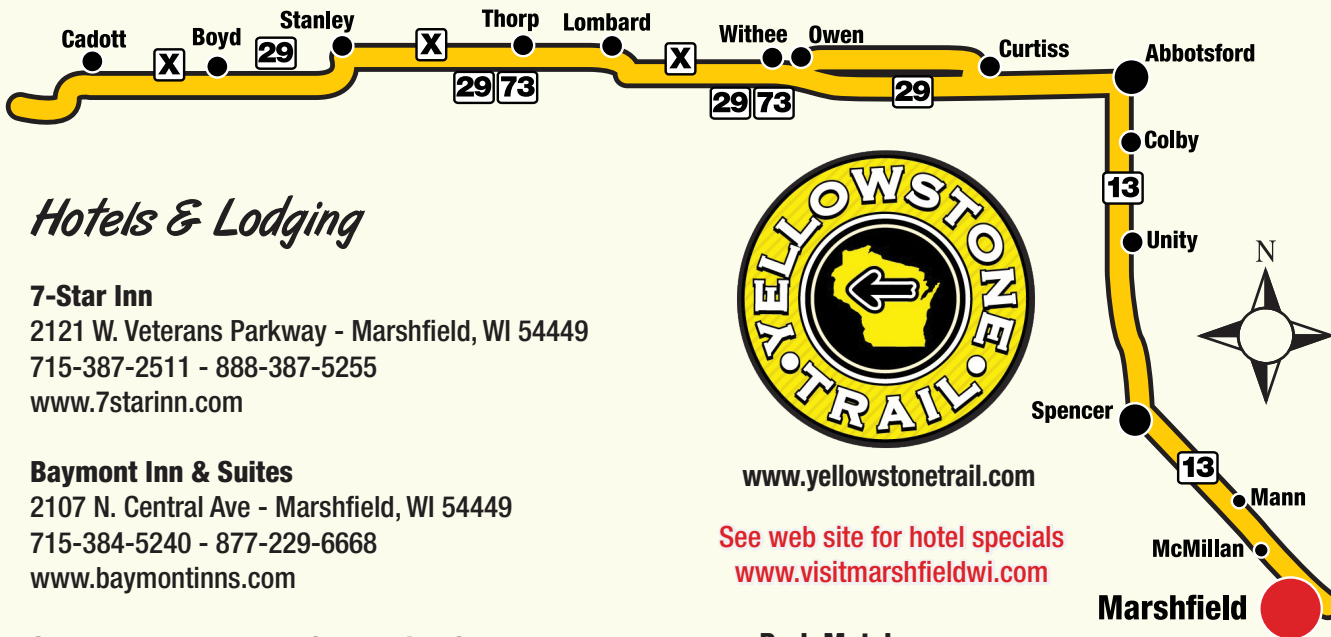 Cadott
X
Boyd
29
Stanley
X
Thorp
Lombard
29 73
X
Withee
Owen
29 73
29
Curtiss
Abbotsford
Colby
13
Unity
N
Spencer
13
Mann
McMillan
Marshfield
Hotels & Lodging
7-Star Inn
2121 W. Veterans Parkway - Marshfield, WI 54449
715-387-2511 - 888-387-5255
www.7starinn.com
Baymont Inn & Suites
2107 N. Central Ave - Marshfield, WI 54449
715-384-5240 - 877-229-6668
www.baymontinns.com
YELLOWSTONE
TRAIL
www.yellowstonetrail.com
See web site for hotel specials
www.visitmarshfieldwi.com